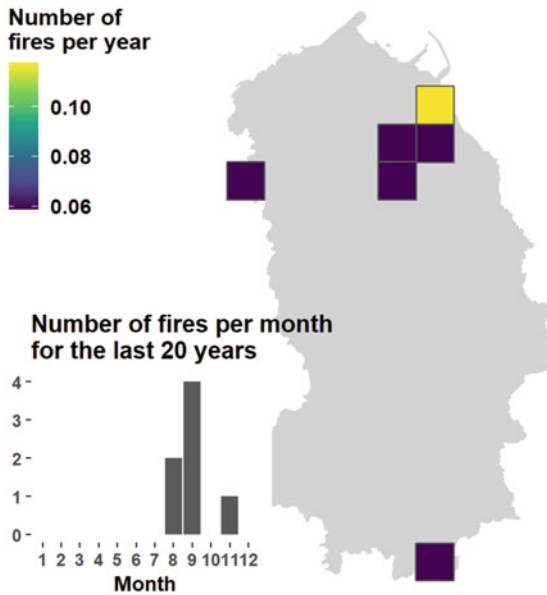 Number of
fires per year
0.10
0.08
0.06
Number of fires per month
for the last 20 years
4
3
2
1
0
1 2 3 4 5 6 7 8 9 10 11 12
Month